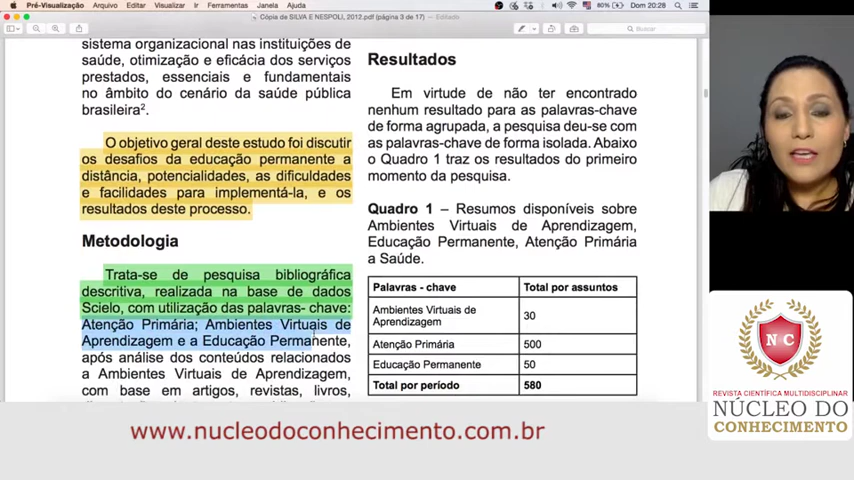 Pré-Visualização Arquivo Editar Visualizar Ir Ferramentas Janela Ajuda
80% Dom 20:28
Cópia de SILVA E NESPOLI, 2012.pdf (página 3 de 17) — Editado
Buscar
sistema organizacional nas instituições de
saúde, otimização e eficácia dos serviços
prestados, essenciais e fundamentais
no âmbito do cenário da saúde pública
brasileira².
O objetivo geral deste estudo foi discutir
os desafios da educação permanente a
distância, potencialidades, as dificuldades
e facilidades para implementá-la, e os
resultados deste processo.
Metodologia
Trata-se de pesquisa bibliográfica
descritiva, realizada na base de dados
Scielo, com utilização das palavras- chave:
Atenção Primária; Ambientes Virtuais de
Aprendizagem e a Educação Permanente,
após análise dos conteúdos relacionados
a Ambientes Virtuais de Aprendizagem,
com base em artigos, revistas, livros,
Resultados
Em virtude de não ter encontrado
nenhum resultado para as palavras-chave
de forma agrupada, a pesquisa deu-se com
as palavras-chave de forma isolada. Abaixo
o Quadro 1 traz os resultados do primeiro
momento da pesquisa.
Quadro 1 – Resumos disponíveis sobre
Ambientes Virtuais de Aprendizagem,
Educação Permanente, Atenção Primária
a Saúde.
Palavras - chave Total por assuntos
Ambientes Virtuais de
Aprendizagem 30
Atenção Primária 500
Educação Permanente 50
Total por período 580
N C
REVISTA CIENTÍFICA MULTIDISCIPLINAR
NÚCLEO DO
CONHECIMENTO
www.nucleodoconhecimento.com.br